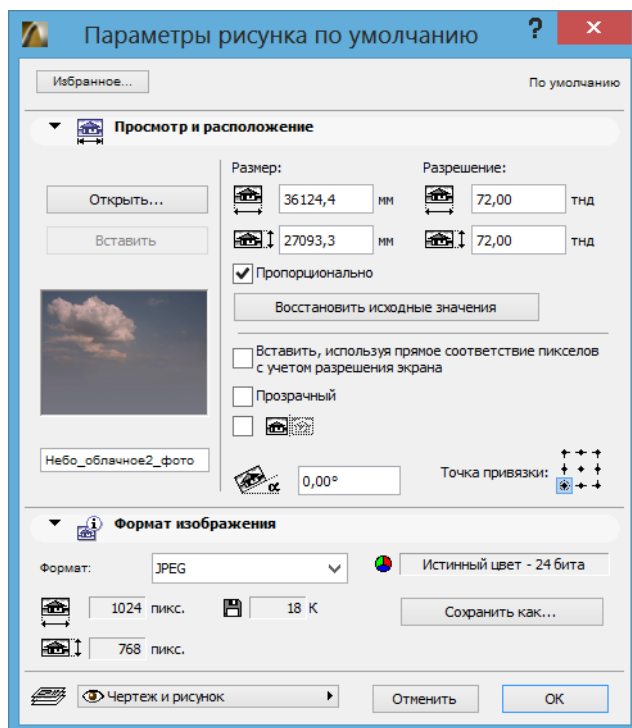 Параметры рисунка по умолчанию ? x
Избранное... По умолчанию
Просмотр и расположение
Размер: Разрешение:
Открыть... 36124,4 мм 72,00 тнд
Вставить 27093,3 мм 72,00 тнд
Пропорционально
Восстановить исходные значения
Вставить, используя прямое соответствие пикселов
с учетом разрешения экрана
Прозрачный
Небо_облачное2_фото
α 0,00° Точка привязки:
Формат изображения
Формат: JPEG Истинный цвет - 24 бита
1024 пикс. 18 K Сохранить как...
768 пикс.
Чертеж и рисунок Отменить OK